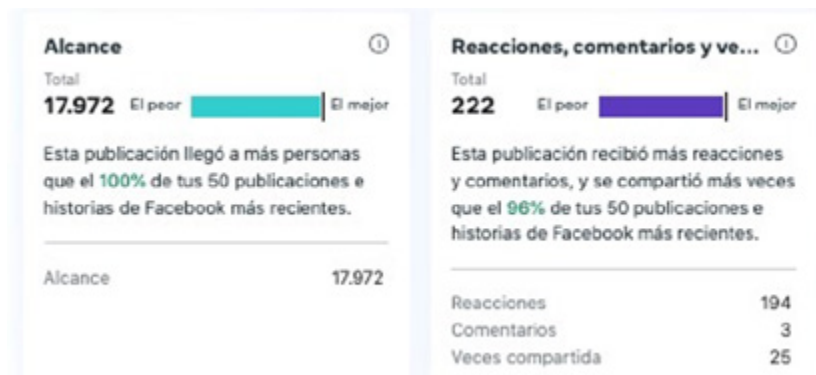 Alcance
Total
17.972 El peor El mejor
Esta publicación llegó a más personas
que el 100% de tus 50 publicaciones e
historias de Facebook más recientes.
Alcance 17.972
Reacciones, comentarios y ve...
Total
222 El peor El mejor
Esta publicación recibió más reacciones
y comentarios, y se compartió más veces
que el 96% de tus 50 publicaciones e
historias de Facebook más recientes.
Reacciones 194
Comentarios 3
Veces compartida 25